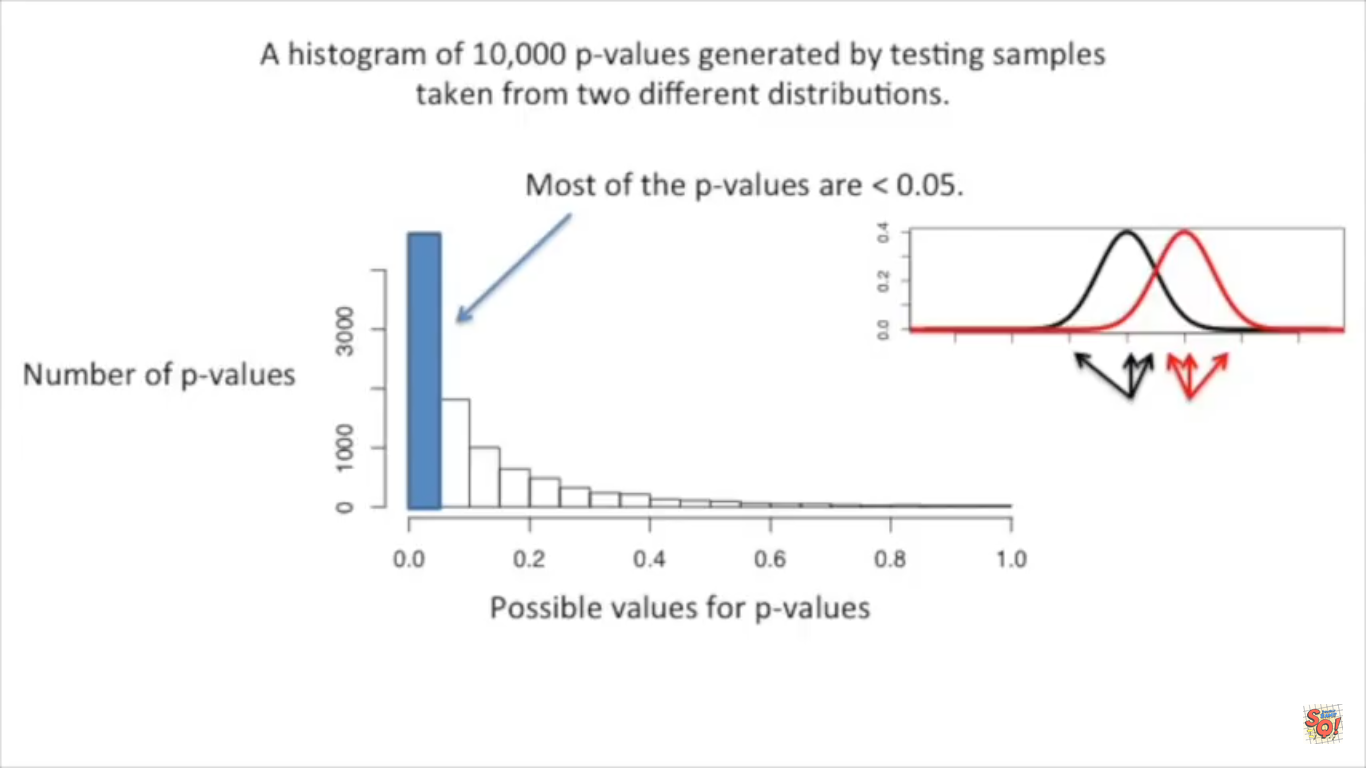 A histogram of 10,000 p-values generated by testing samples
taken from two different distributions.
Most of the p-values are < 0.05.
0.4
0.2
0.0
Number of p-values
3000
1000
0
0.0 0.2 0.4 0.6 0.8 1.0
Possible values for p-values
SQ!